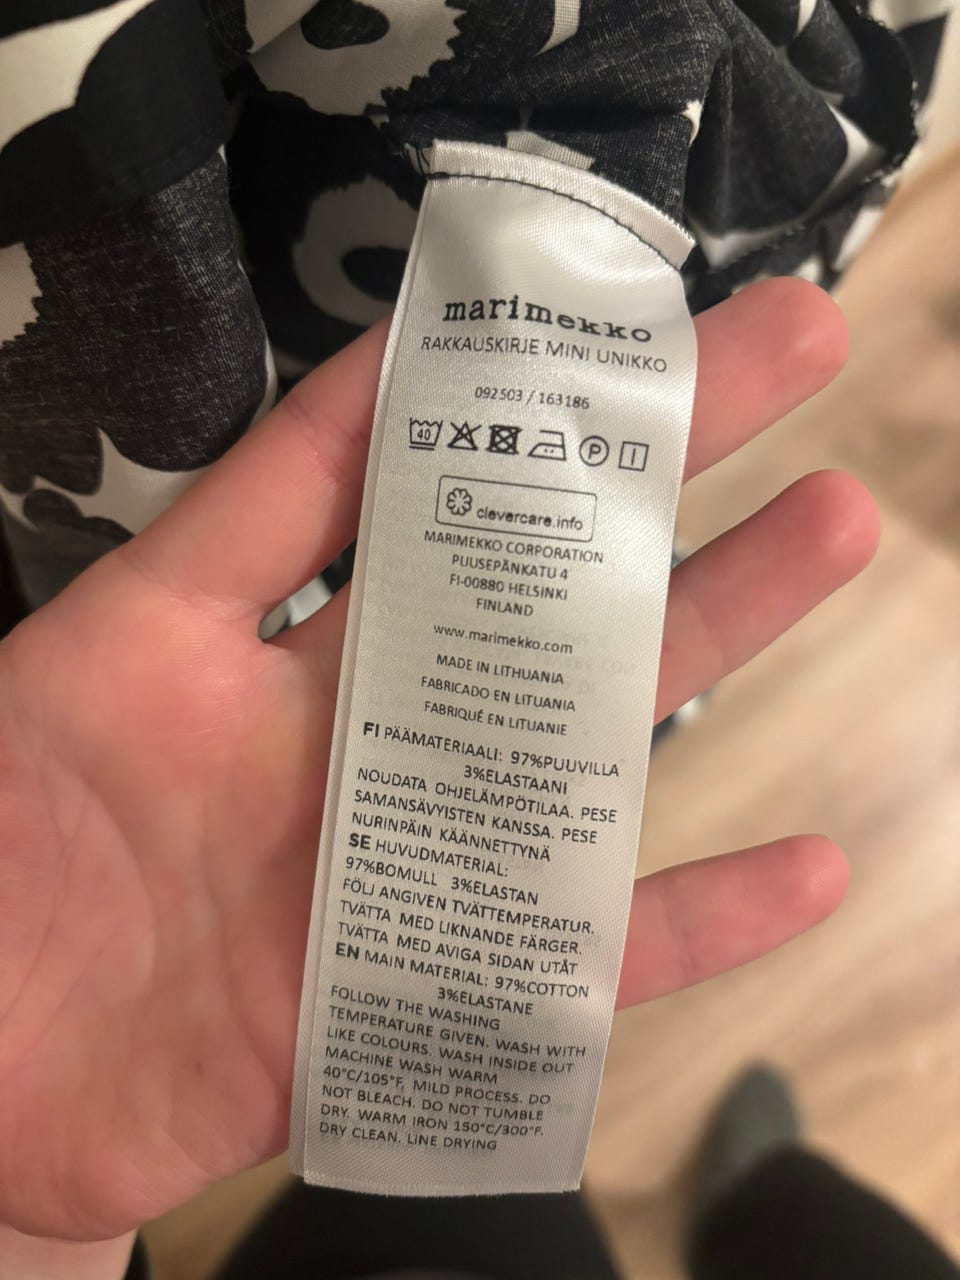 marimekko
RAKKAUSKIRJE MINI UNIKKO
092503 / 163186
40
P
clevercare.info
MARIMEKKO CORPORATION
PUUSEPÄNKATU 4
FI-00880 HELSINKI
FINLAND
www.marimekko.com
MADE IN LITHUANIA
FABRICADO EN LITUANIA
FABRIQUÉ EN LITUANIE
FI PÄÄMATERIAALI: 97%PUUVILLA
3%ELASTAANI
NOUDATA OHJELÄMPÖTILAA. PESE
SAMANSÄVYISTEN KANSSA. PESE
NURINPÄIN KÄÄNNETTYNÄ
SE HUVUDMATERIAL:
97%BOMULL 3%ELASTAN
FÖLJ ANGIVEN TVÄTTEMPERATUR.
TVÄTTA MED LIKNANDE FÄRGER.
TVÄTTA MED AVIGA SIDAN UTÅT
EN MAIN MATERIAL: 97%COTTON
3%ELASTANE
FOLLOW THE WASHING
TEMPERATURE GIVEN. WASH WITH
LIKE COLOURS. WASH INSIDE OUT
MACHINE WASH WARM
40°C/105°F, MILD PROCESS. DO
NOT BLEACH. DO NOT TUMBLE
DRY. WARM IRON 150°C/300°F.
DRY CLEAN. LINE DRYING